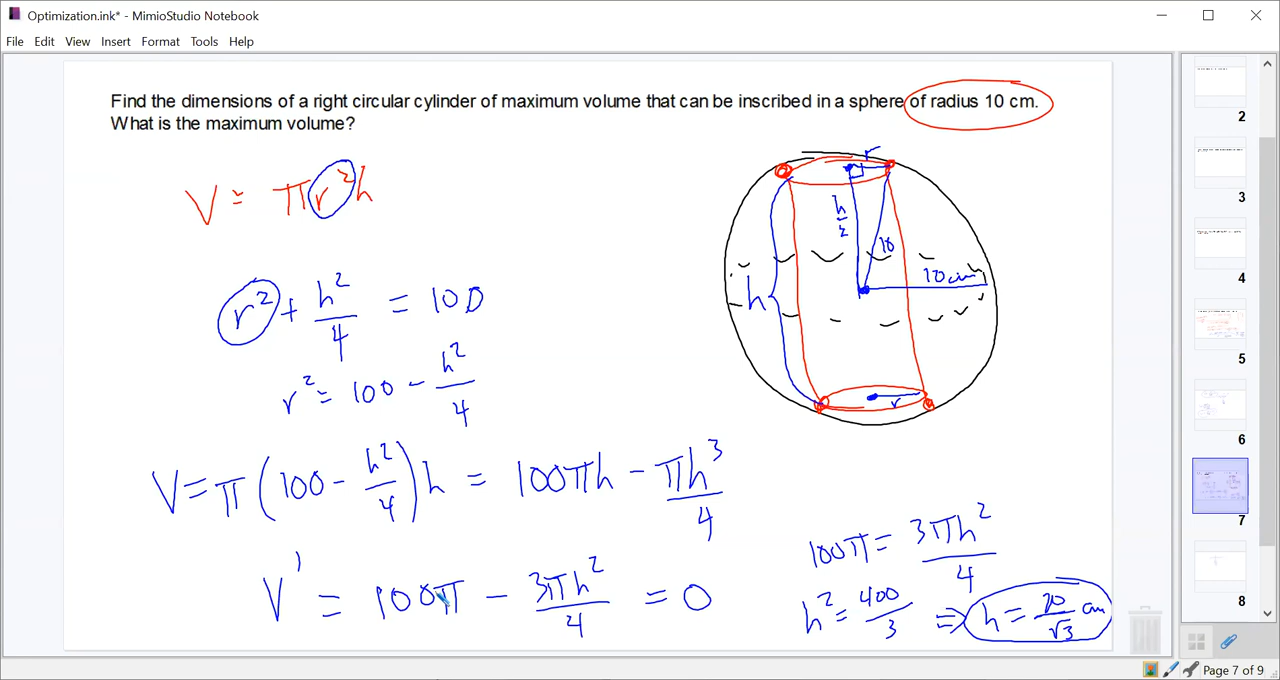 Optimization.ink* - MimioStudio Notebook
File Edit View Insert Format Tools Help
Find the dimensions of a right circular cylinder of maximum volume that can be inscribed in a sphere of radius 10 cm.
What is the maximum volume?
V = πr²h
r² + h²/4 = 100
r² = 100 - h²/4
V = π(100 - h²/4)h = 100πh - πh³/4
V' = 100π - 3πh²/4 = 0
r
h/2
10
10cm
h
r
100π = 3πh²/4
h² = 400/3 ⇒ h = 20/√3 cm
2
3
4
5
6
7
8
Page 7 of 9